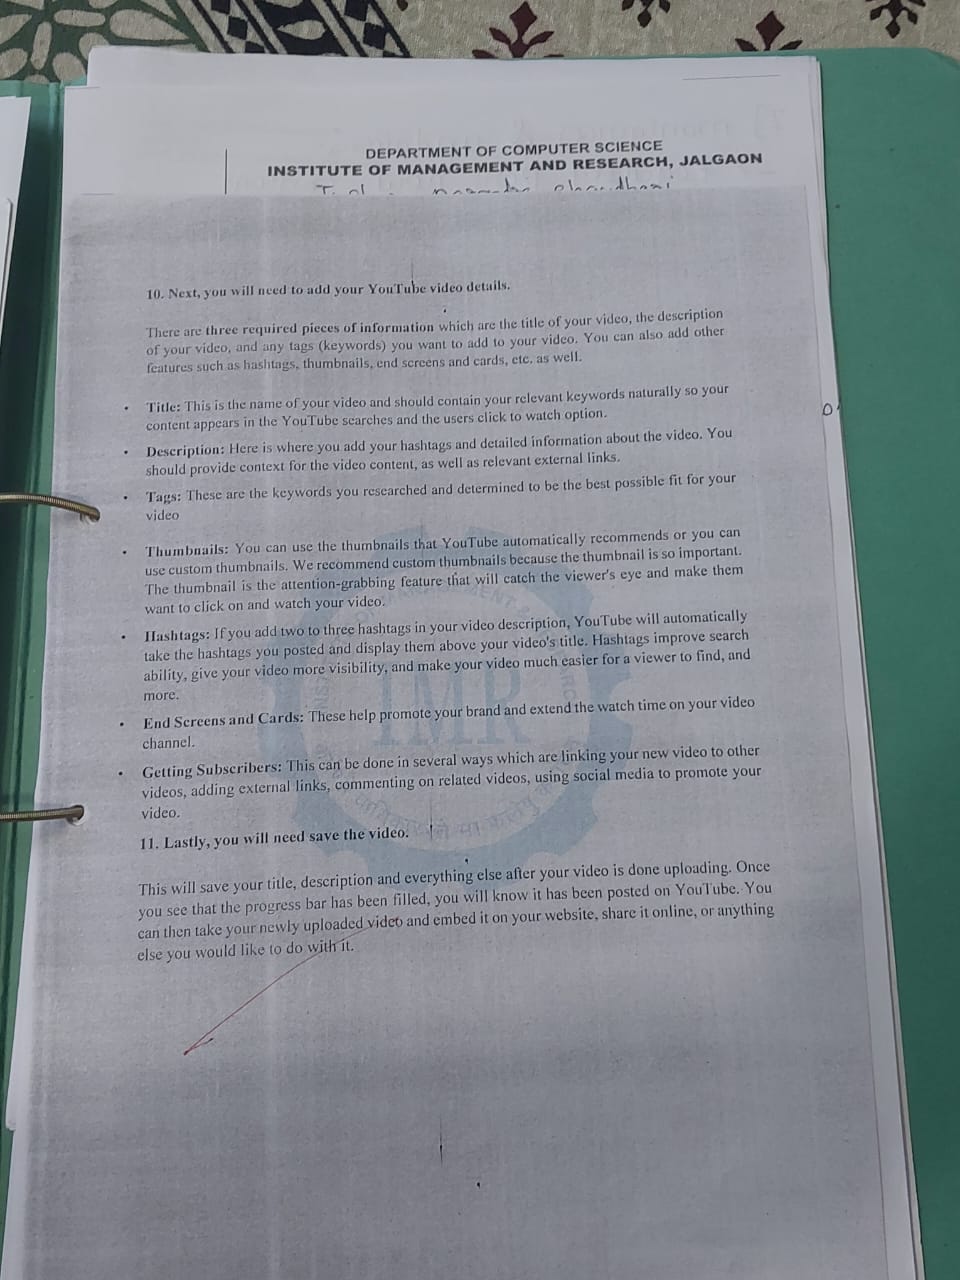 DEPARTMENT OF COMPUTER SCIENCE
INSTITUTE OF MANAGEMENT AND RESEARCH, JALGAON
10. Next, you will need to add your YouTube video details.
There are three required pieces of information which are the title of your video, the description
of your video, and any tags (keywords) you want to add to your video. You can also add other
features such as hashtags, thumbnails, end screens and cards, etc. as well.
• Title: This is the name of your video and should contain your relevant keywords naturally so your
content appears in the YouTube searches and the users click to watch option.
• Description: Here is where you add your hashtags and detailed information about the video. You
should provide context for the video content, as well as relevant external links.
• Tags: These are the keywords you researched and determined to be the best possible fit for your
video
• Thumbnails: You can use the thumbnails that YouTube automatically recommends or you can
use custom thumbnails. We recommend custom thumbnails because the thumbnail is so important.
The thumbnail is the attention-grabbing feature that will catch the viewer's eye and make them
want to click on and watch your video.
• Hashtags: If you add two to three hashtags in your video description, YouTube will automatically
take the hashtags you posted and display them above your video's title. Hashtags improve search
ability, give your video more visibility, and make your video much easier for a viewer to find, and
more.
• End Screens and Cards: These help promote your brand and extend the watch time on your video
channel.
• Getting Subscribers: This can be done in several ways which are linking your new video to other
videos, adding external links, commenting on related videos, using social media to promote your
video.
11. Lastly, you will need save the video.
This will save your title, description and everything else after your video is done uploading. Once
you see that the progress bar has been filled, you will know it has been posted on YouTube. You
can then take your newly uploaded video and embed it on your website, share it online, or anything
else you would like to do with it.
IMR